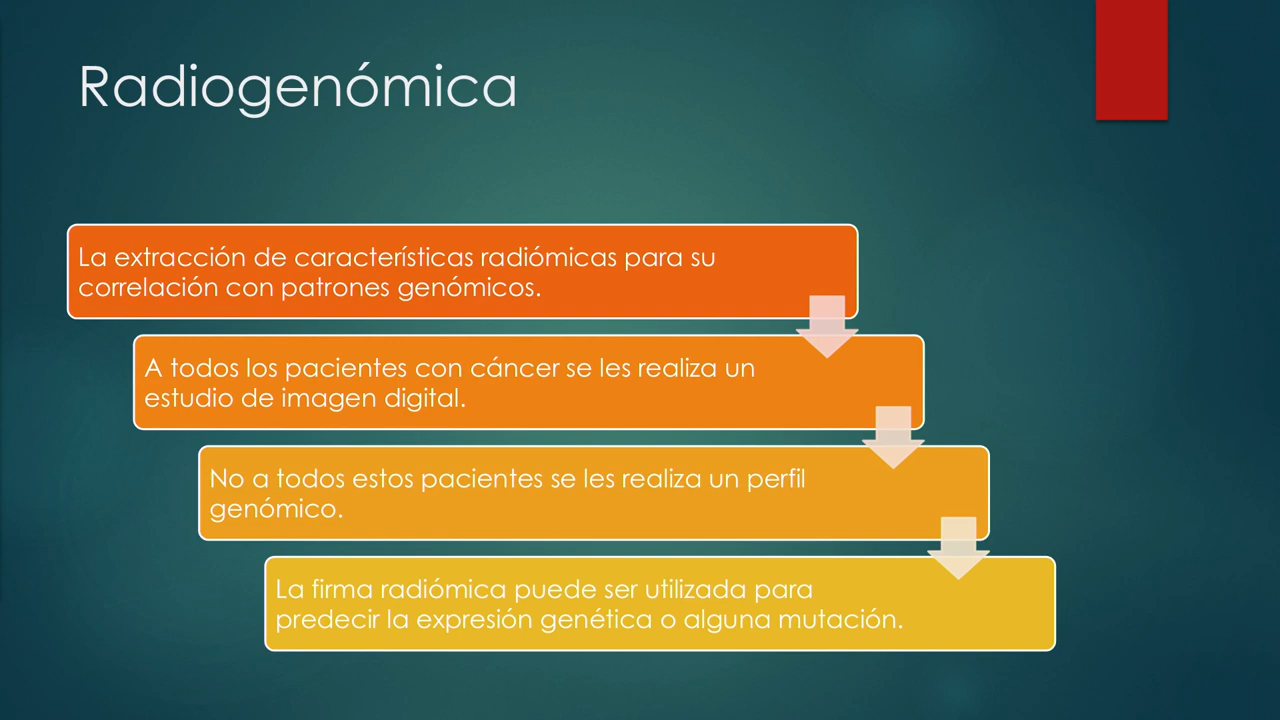 Radiogenómica
La extracción de características radiómicas para su
correlación con patrones genómicos.
A todos los pacientes con cáncer se les realiza un
estudio de imagen digital.
No a todos estos pacientes se les realiza un perfil
genómico.
La firma radiómica puede ser utilizada para
predecir la expresión genética o alguna mutación.